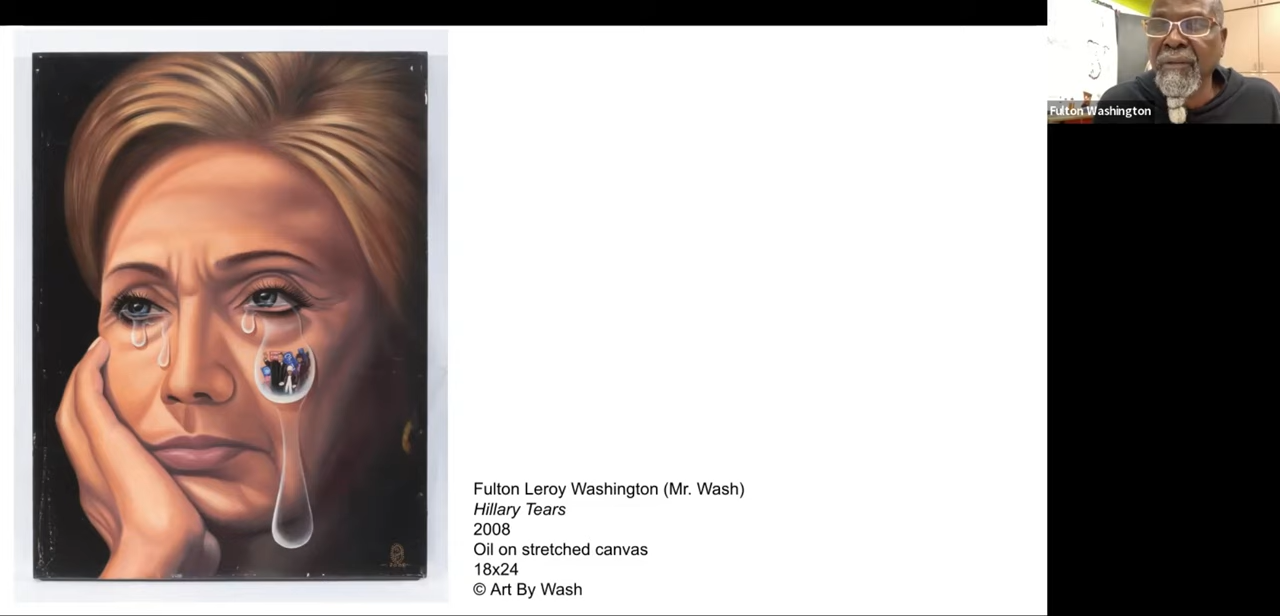 Fulton Washington
Fulton Leroy Washington (Mr. Wash)
Hillary Tears
2008
Oil on stretched canvas
18x24
© Art By Wash